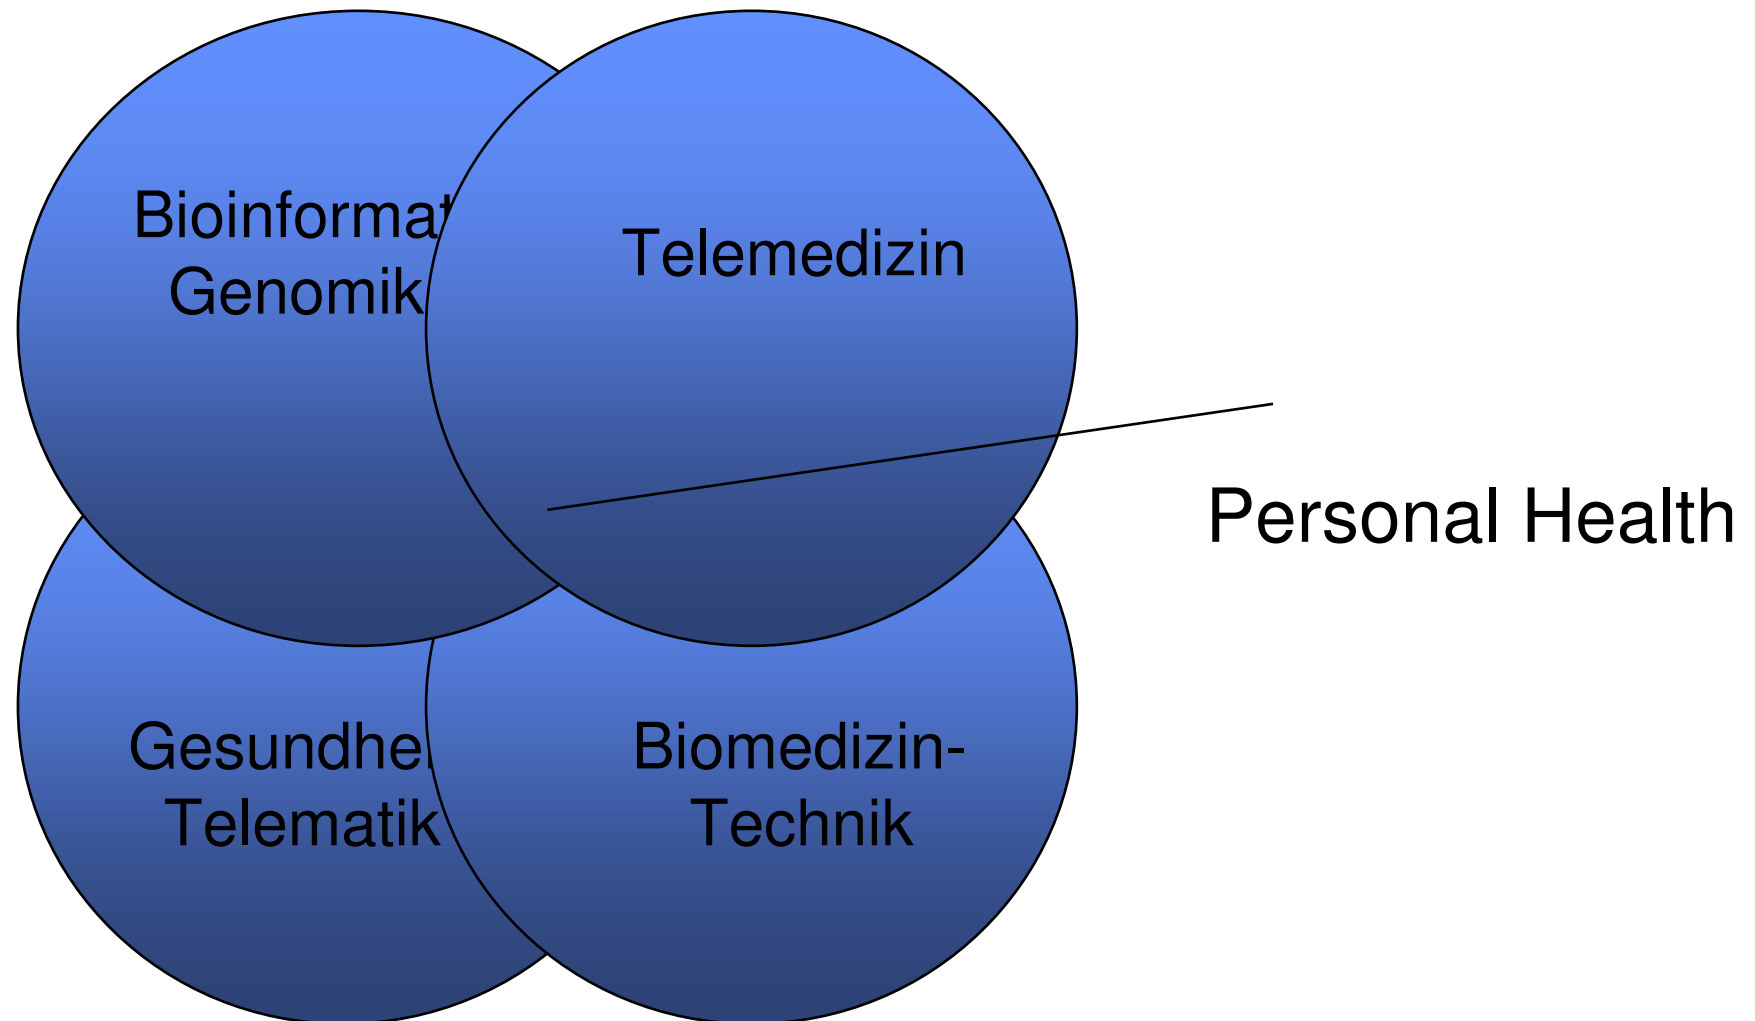 Bioinformat
Genomik
Telemedizin
Personal Health
Gesundhe
Telematik
Biomedizin-
Technik